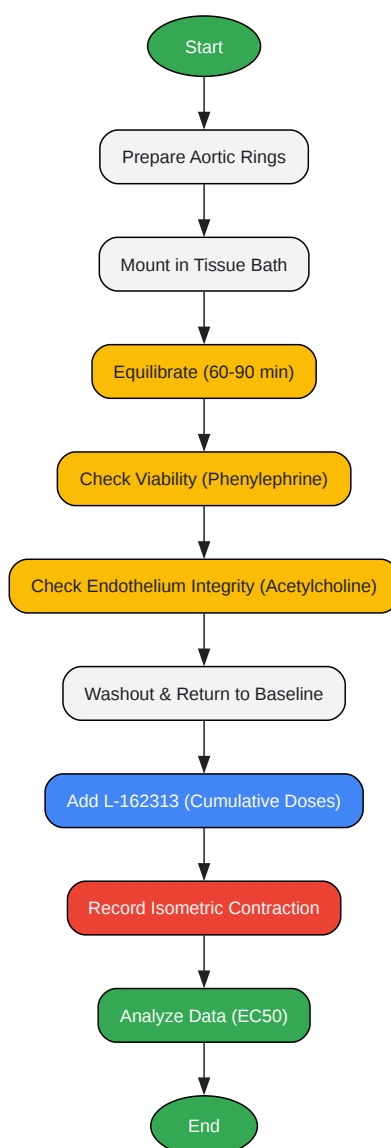 Start
Prepare Aortic Rings
Mount in Tissue Bath
Equilibrate (60-90 min)
Check Viability (Phenylephrine)
Check Endothelium Integrity (Acetylcholine)
Washout & Return to Baseline
Add L-162313 (Cumulative Doses)
Record Isometric Contraction
Analyze Data (EC50)
End